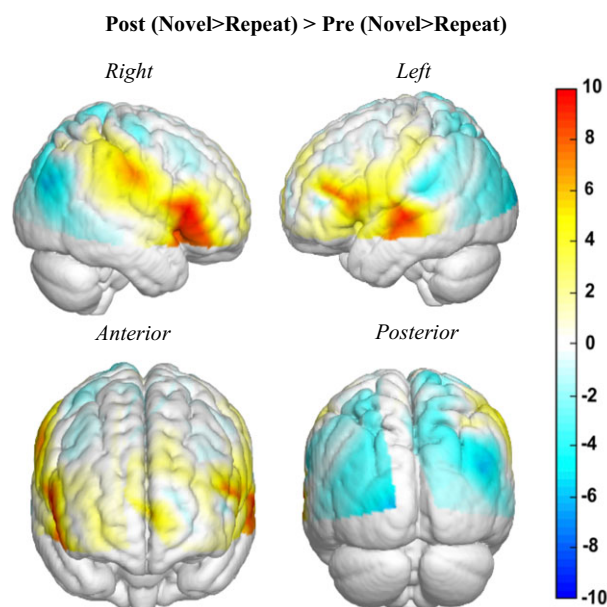 Post (Novel>Repeat) > Pre (Novel>Repeat)
Right
Left
10
8
6
4
2
0
-2
-4
-6
-8
-10
Anterior
Posterior